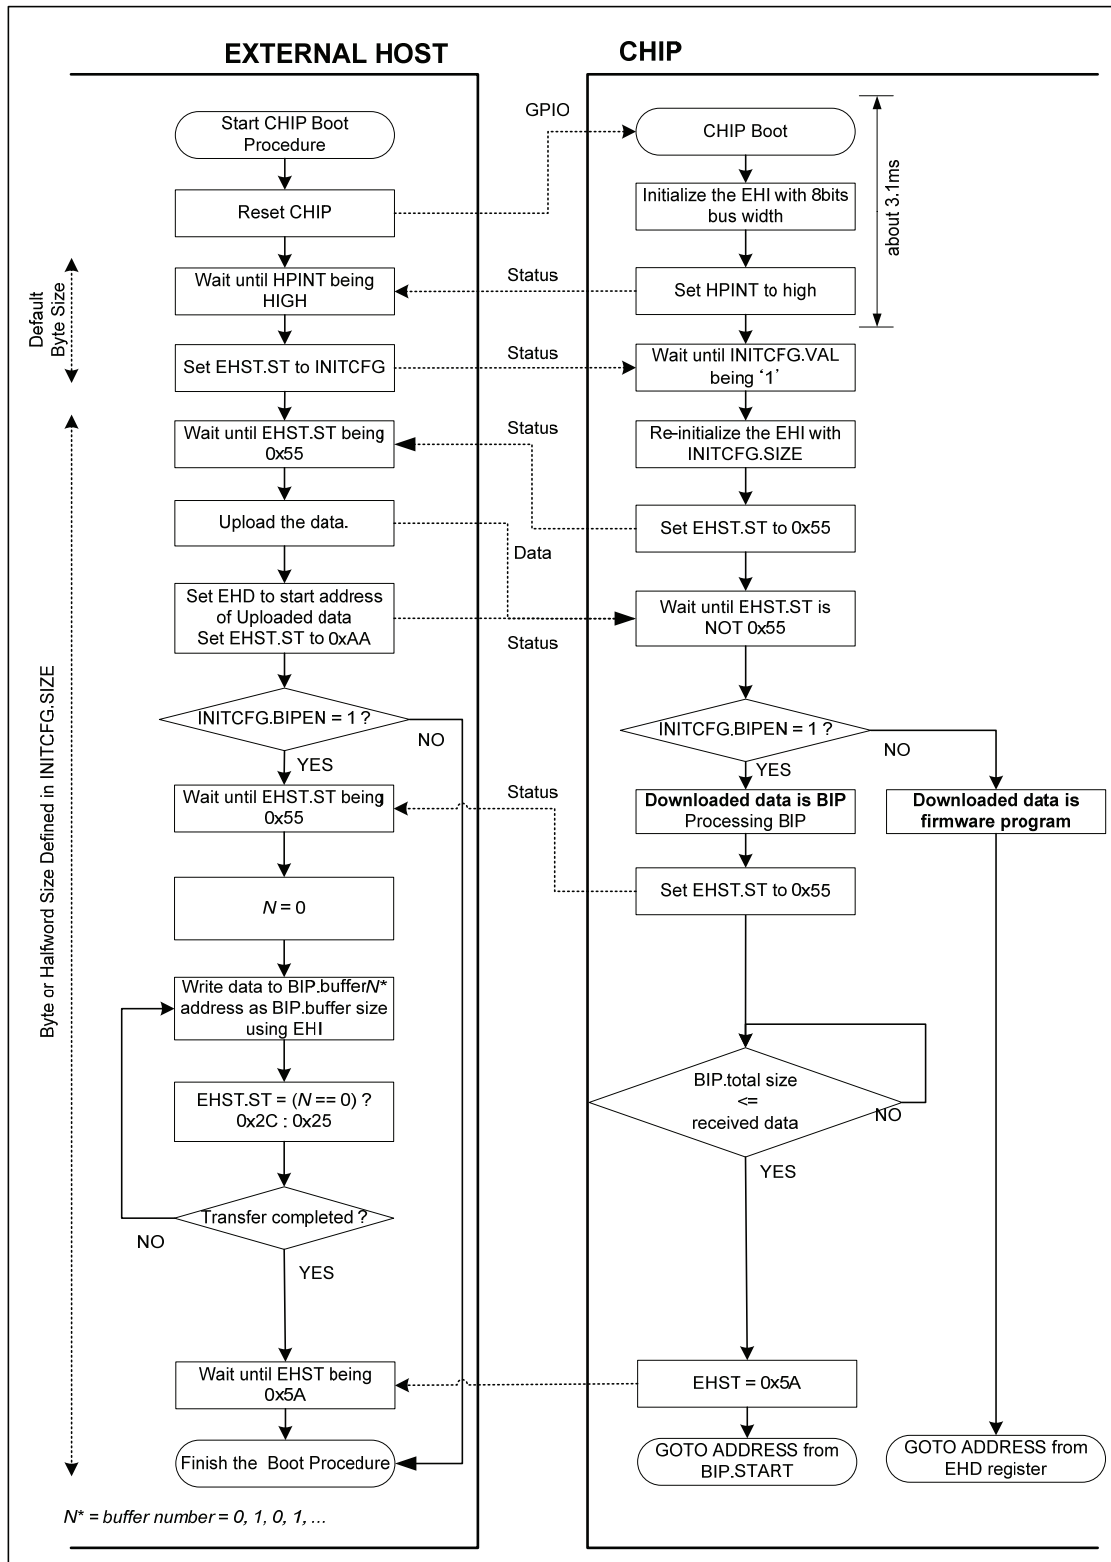 EXTERNAL HOST
CHIP
Start CHIP Boot
Procedure
GPIO
CHIP Boot
Reset CHIP
Initialize the EHI with 8bits
bus width
about 3.1ms
Default
Byte Size
Wait until HPINT being
HIGH
Status
Set HPINT to high
Set EHST.ST to INITCFG
Status
Wait until INITCFG.VAL
being ‘1’
Byte or Halfword Size Defined in INITCFG.SIZE
Wait until EHST.ST being
0x55
Status
Re-initialize the EHI with
INITCFG.SIZE
Upload the data.
Set EHST.ST to 0x55
Data
Set EHD to start address
of Uploaded data
Set EHST.ST to 0xAA
Status
Wait until EHST.ST is
NOT 0x55
INITCFG.BIPEN = 1 ?
NO
YES
INITCFG.BIPEN = 1 ?
NO
YES
Wait until EHST.ST being
0x55
Status
Downloaded data is BIP
Processing BIP
Downloaded data is
firmware program
N = 0
Set EHST.ST to 0x55
Write data to BIP.bufferN*
address as BIP.buffer size
using EHI
EHST.ST = (N == 0) ?
0x2C : 0x25
BIP.total size
<=
received data
NO
YES
Transfer completed ?
NO
YES
Wait until EHST being
0x5A
EHST = 0x5A
Finish the Boot Procedure
GOTO ADDRESS from
BIP.START
GOTO ADDRESS from
EHD register
N* = buffer number = 0, 1, 0, 1, ...